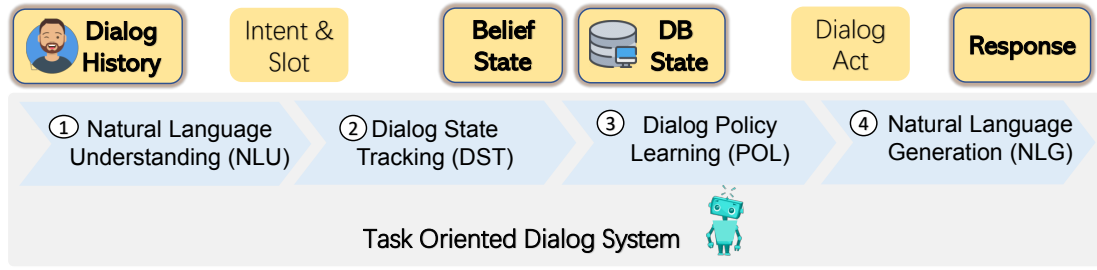 Dialog
History
Intent &
Slot
Belief
State
DB
State
Dialog
Act
Response
1 Natural Language
Understanding (NLU)
2 Dialog State
Tracking (DST)
3 Dialog Policy
Learning (POL)
4 Natural Language
Generation (NLG)
Task Oriented Dialog System